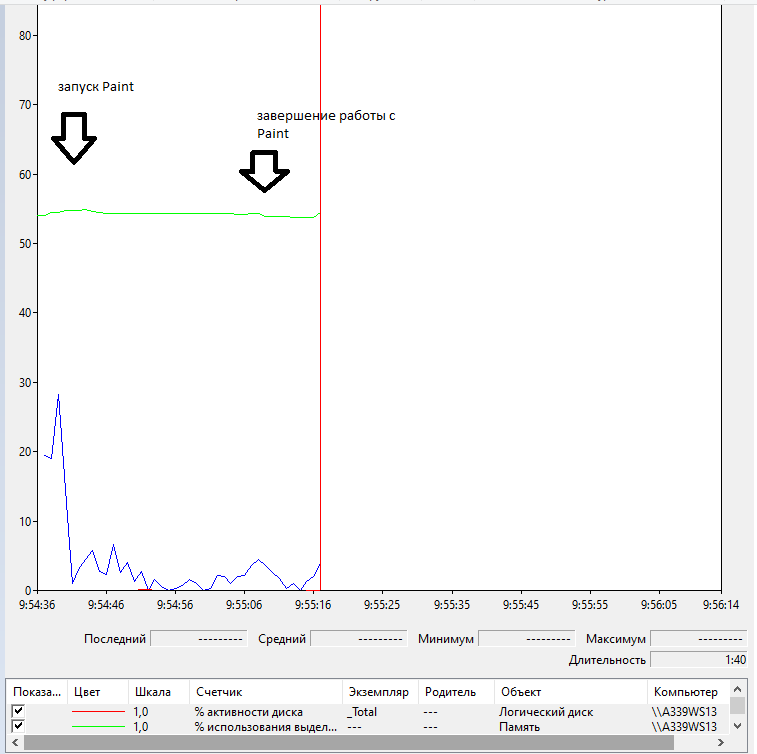 80
запуск Paint
70
завершение работы с
Paint
60
50
40
30
20
10
0
9:54:36 9:54:46 9:54:56 9:55:06 9:55:16 9:55:25 9:55:35 9:55:45 9:55:55 9:56:05 9:56:14
Последний --------- Средний --------- Минимум --------- Максимум ---------
Длительность 1:40
Показа... Цвет Шкала Счетчик Экземпляр Родитель Объект Компьютер
1,0 % активности диска _Total --- Логический диск \\A339WS13
1,0 % использования выдел... --- --- Память \\A339WS13